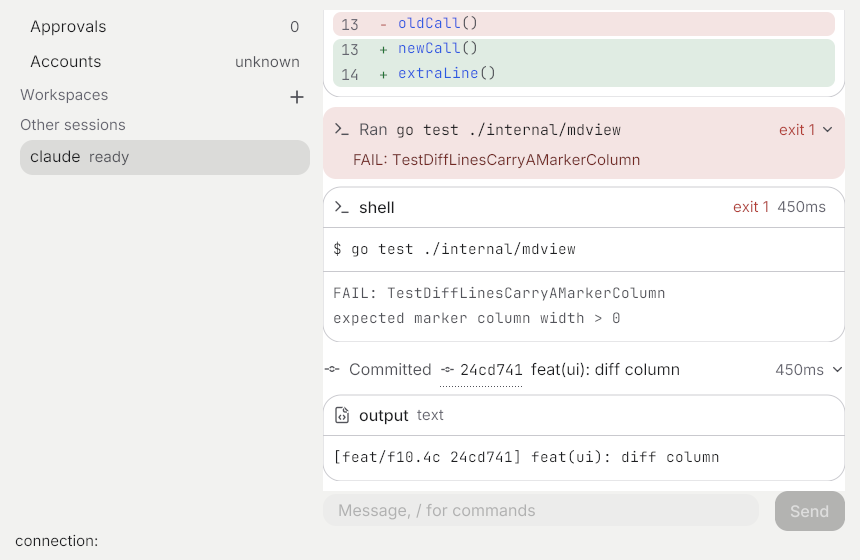 Approvals 0
Accounts unknown
Workspaces +
Other sessions
claude ready
connection:
13 - oldCall()
13 + newCall()
14 + extraLine()
Ran go test ./internal/mdview exit 1
FAIL: TestDiffLinesCarryAMarkerColumn
shell exit 1 450ms
$ go test ./internal/mdview
FAIL: TestDiffLinesCarryAMarkerColumn
expected marker column width > 0
Committed 24cd741 feat(ui): diff column 450ms
output text
[feat/f10.4c 24cd741] feat(ui): diff column
Message, / for commands Send